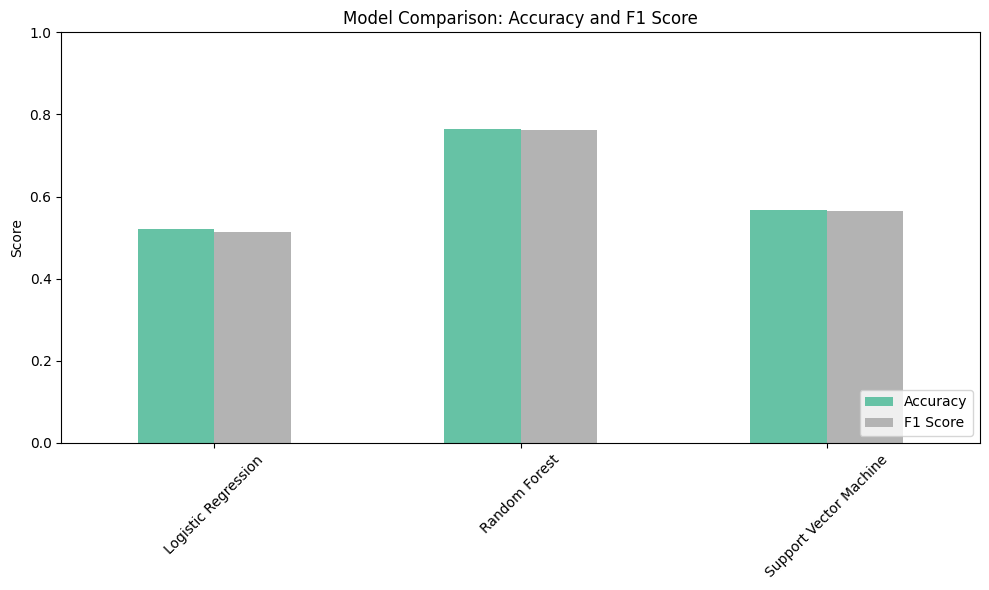 Model Comparison: Accuracy and F1 Score
1.0
0.8
0.6
0.4
0.2
0.0
Score
Logistic Regression
Random Forest
Support Vector Machine
Accuracy
F1 Score